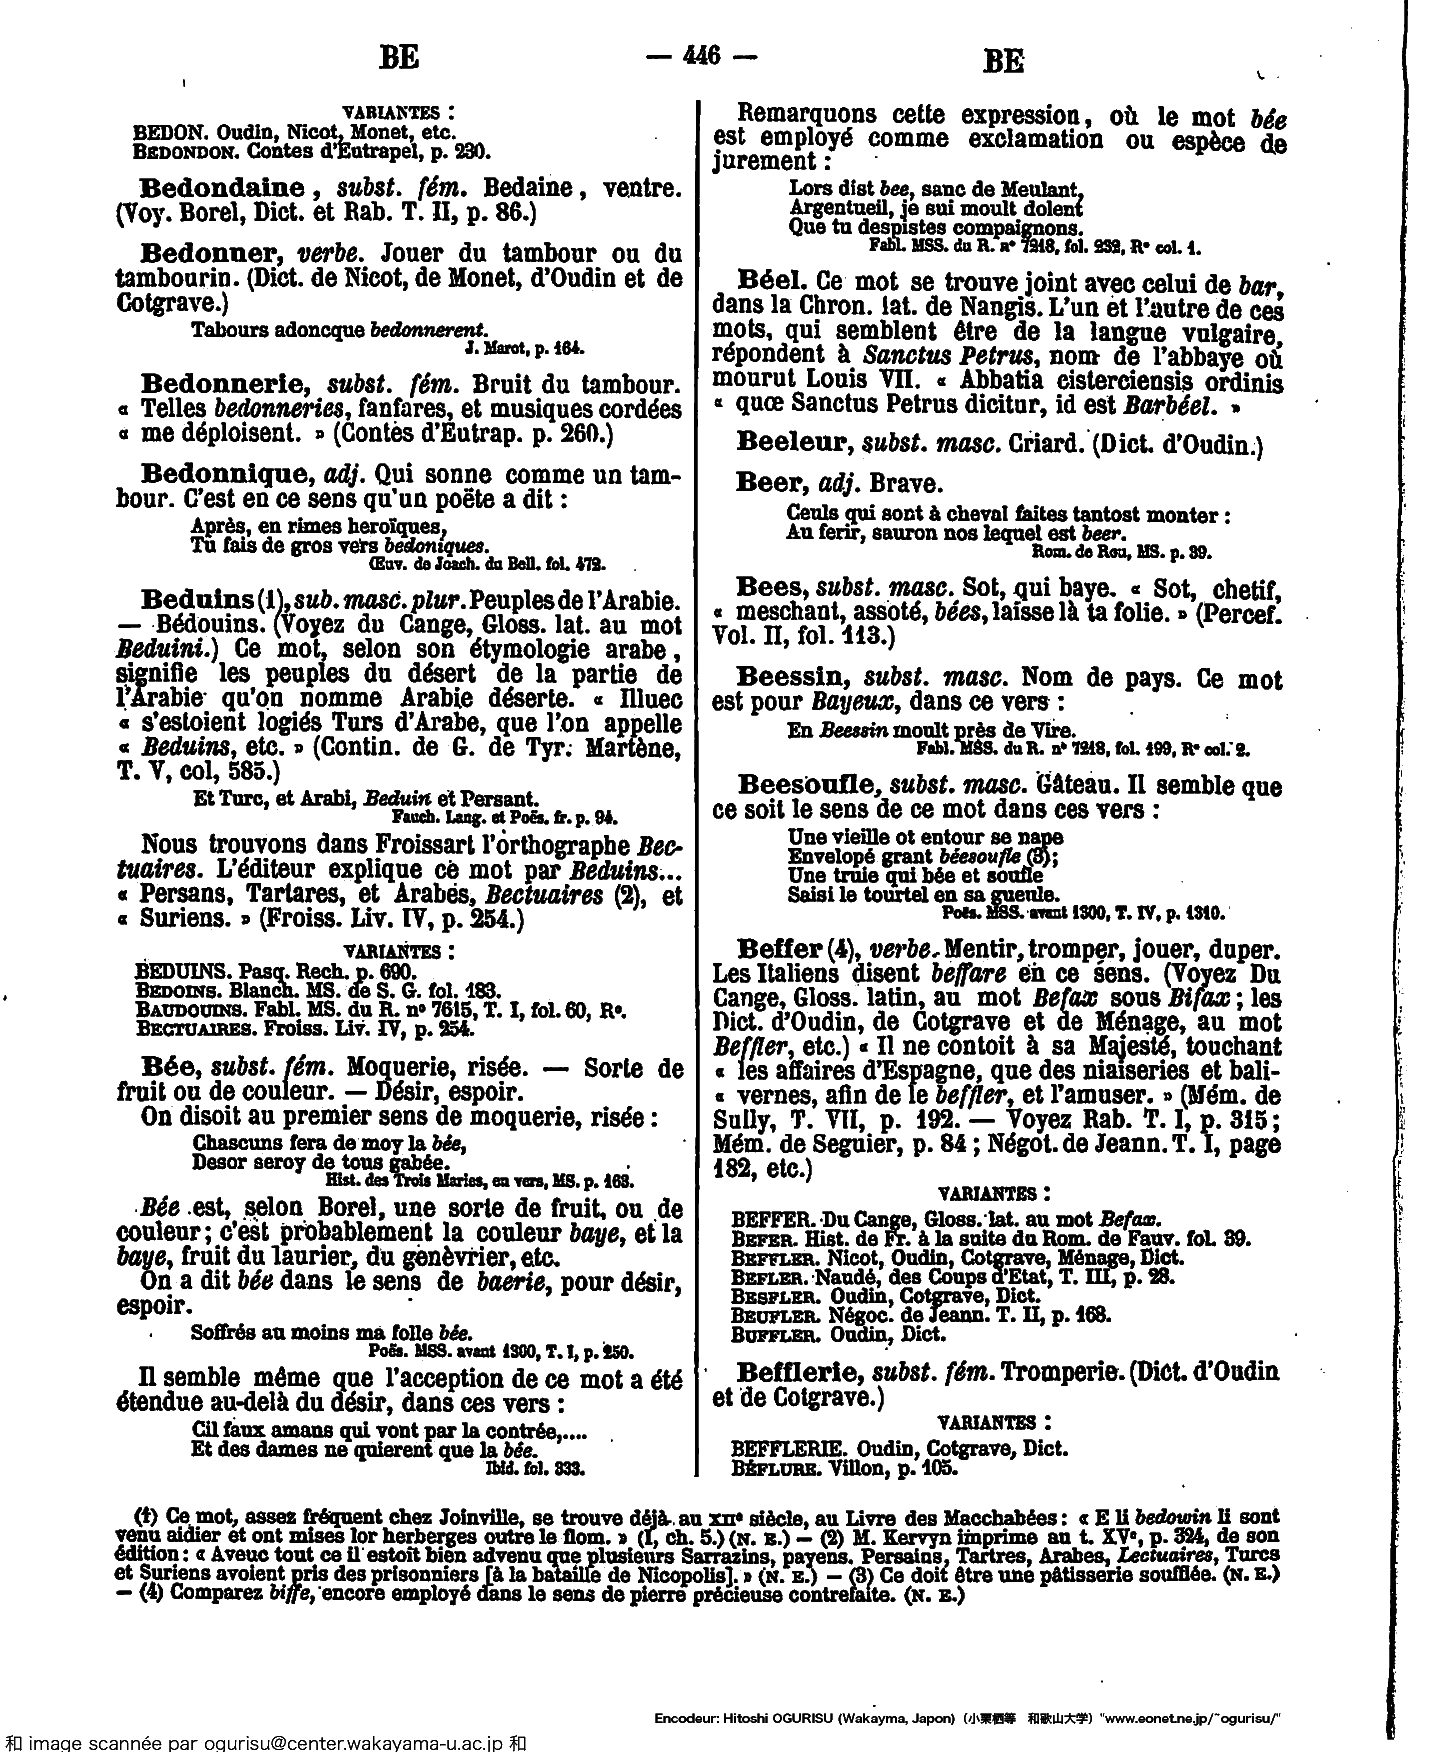 BE
— 446 —
BE
VARIANTES :
BEDON. Oudin, Nicot, Monet, etc.
BEDONDON. Contes d'Eutrapel, p. 230.
Bedondaine, subst. fém. Bedaine, ventre.
(Voy. Borel, Dict. et Rab. T. II, p. 86.)
Bedonner, verbe. Jouer du tambour ou du
tambourin. (Dict. de Nicot, de Monet, d'Oudin et de
Cotgrave.)
Tabours adoncque bedonnerent.
J. Marot, p. 164.
Bedonnerie, subst. fém. Bruit du tambour.
« Telles bedonneries, fanfares, et musiques cordées
« me déploisent. » (Contes d'Eutrap. p. 260.)
Bedonnique, adj. Qui sonne comme un tam-
bour. C'est en ce sens qu'un poëte a dit :
Après, en rimes heroïques,
Tu fais de gros vers bedoniques.
Œuv. de Joach. du Bell. fol. 472.
Beduins (1), sub. masc. plur. Peuples de l'Arabie.
— Bédouins. (Voyez du Cange, Gloss. lat. au mot
Beduini.) Ce mot, selon son étymologie arabe,
signifie les peuples du désert de la partie de
l'Arabie qu'on nomme Arabie déserte. « Illuec
« s'estoient logiés Turs d'Arabe, que l'on appelle
« Beduins, etc. » (Contin. de G. de Tyr. Martène,
T. V, col, 585.)
Et Turc, et Arabi, Beduin et Persant.
Fauch. Lang. et Poës. fr. p. 94.
Nous trouvons dans Froissart l'orthographe Bec-
tuaires. L'éditeur explique ce mot par Beduins...
« Persans, Tartares, et Arabes, Bectuaires (2), et
« Suriens. » (Froiss. Liv. IV, p. 254.)
VARIANTES :
BEDUINS. Pasq. Rech. p. 690.
BEDOINS. Blanch. MS. de S. G. fol. 183.
BAUDOUINS. Fabl. MS. du R. nº 7615, T. I, fol. 60, Rº.
BECTUAIRES. Froiss. Liv. IV, p. 254.
Bée, subst. fém. Moquerie, risée. — Sorte de
fruit ou de couleur. — Désir, espoir.
On disoit au premier sens de moquerie, risée :
Chascuns fera de moy la bée,
Desor seroy de tous gabée.
Hist. des Trois Maries, en vers, MS. p. 163.
Bée est, selon Borel, une sorte de fruit, ou de
couleur ; c'est probablement la couleur baye, et la
baye, fruit du laurier, du genèvrier, etc.
On a dit bée dans le sens de baerie, pour désir,
espoir.
Soffrés au moins ma folle bée.
Poës. MSS. avant 1300, T. I, p. 250.
Il semble même que l'acception de ce mot a été
étendue au-delà du désir, dans ces vers :
Cil faux amans qui vont par la contrée,....
Et des dames ne quierent que la bée.
Ibid. fol. 333.
Remarquons cette expression, où le mot bée
est employé comme exclamation ou espèce de
jurement :
Lors dist bee, sanc de Meulant,
Argentueil, je sui moult dolent
Que tu despistes compaignons.
Fabl. MSS. du R. nº 7218, fol. 232, Rº col. 1.
Béel. Ce mot se trouve joint avec celui de bar,
dans la Chron. lat. de Nangis. L'un et l'autre de ces
mots, qui semblent être de la langue vulgaire,
répondent à Sanctus Petrus, nom de l'abbaye où
mourut Louis VII. « Abbatia cisterciensis ordinis
« quœ Sanctus Petrus dicitur, id est Barbéel. »
Beeleur, subst. masc. Criard. (Dict. d'Oudin.)
Beer, adj. Brave.
Ceuls qui sont à cheval faites tantost monter :
Au ferir, sauron nos lequel est beer.
Rom. de Rou, MS. p. 39.
Bees, subst. masc. Sot, qui baye. « Sot, chetif,
« meschant, assoté, bées, laisse là ta folie. » (Percef.
Vol. II, fol. 113.)
Beessin, subst. masc. Nom de pays. Ce mot
est pour Bayeux, dans ce vers :
En Beessin moult près de Vire.
Fabl. MSS. du R. nº 7218, fol. 199, Rº col. 2.
Beesoufle, subst. masc. Gâteau. Il semble que
ce soit le sens de ce mot dans ces vers :
Une vieille ot entour se nape
Envelopé grant béesoufle (3);
Une truie qui bée et soufle
Saisi le tourtel en sa gueule.
Poës. MSS. avant 1300, T. IV, p. 1310.
Beffer (4), verbe. Mentir, tromper, jouer, duper.
Les Italiens disent beffare en ce sens. (Voyez Du
Cange, Gloss. latin, au mot Befax sous Bifax ; les
Dict. d'Oudin, de Cotgrave et de Ménage, au mot
Beffler, etc.) « Il ne contoit à sa Majesté, touchant
« les affaires d'Espagne, que des niaiseries et bali-
« vernes, afin de le beffler, et l'amuser. » (Mém. de
Sully, T. VII, p. 192. — Voyez Rab. T. I, p. 315 ;
Mém. de Seguier, p. 84 ; Négot. de Jeann. T. I, page
182, etc.)
VARIANTES :
BEFFER. Du Cange, Gloss. lat. au mot Befax.
BEFER. Hist. de Fr. à la suite du Rom. de Fauv. fol. 39.
BEFFLER. Nicot, Oudin, Cotgrave, Ménage, Dict.
BEFLER. Naudé, des Coups d'Etat, T. III, p. 28.
BESFLER. Oudin, Cotgrave, Dict.
BEUFLER. Négoc. de Jeann. T. II, p. 168.
BUFFLER. Oudin, Dict.
Befflerie, subst. fém. Tromperie. (Dict. d'Oudin
et de Cotgrave.)
VARIANTES :
BEFFLERIE. Oudin, Cotgrave, Dict.
BÉFLURE. Villon, p. 105.
(1) Ce mot, assez fréquent chez Joinville, se trouve déjà au XIIº siècle, au Livre des Macchabées : « E li bedowin li sont
venu aidier et ont mises lor herberges outre le flom. » (I, ch. 5.) (N. E.) — (2) M. Kervyn imprime au t. XVº, p. 324, de son
édition : « Aveuc tout ce il estoit bien advenu que plusieurs Sarrazins, payens. Persains, Tartres, Arabes, Lectuaires, Turcs
et Suriens avoient pris des prisonniers [à la bataille de Nicopolis]. » (N. E.) — (3) Ce doit être une pâtisserie soufflée. (N. E.)
— (4) Comparez biffe, encore employé dans le sens de pierre précieuse contrefaite. (N. E.)
Encodeur: Hitoshi OGURISU (Wakayma, Japon) (小栗栖等 和歌山大学) "www.eonet.ne.jp/~ogurisu/"
和 image scannée par ogurisu@center.wakayama-u.ac.jp 和